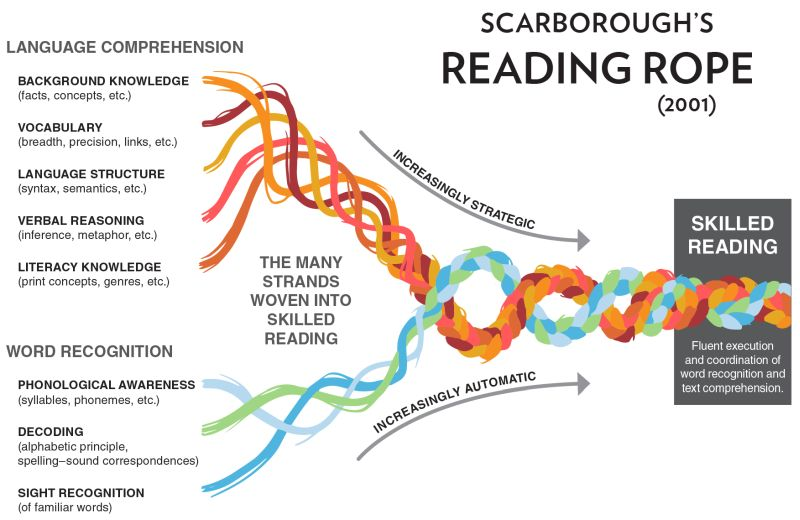 SCARBOROUGH'S
READING ROPE
(2001)
LANGUAGE COMPREHENSION
BACKGROUND KNOWLEDGE
(facts, concepts, etc.)
VOCABULARY
(breadth, precision, links, etc.)
LANGUAGE STRUCTURE
(syntax, semantics, etc.)
VERBAL REASONING
(inference, metaphor, etc.)
LITERACY KNOWLEDGE
(print concepts, genres, etc.)
THE MANY
STRANDS
WOVEN INTO
SKILLED
READING
WORD RECOGNITION
PHONOLOGICAL AWARENESS
(syllables, phonemes, etc.)
DECODING
(alphabetic principle,
spelling–sound correspondences)
SIGHT RECOGNITION
(of familiar words)
INCREASINGLY STRATEGIC
INCREASINGLY AUTOMATIC
SKILLED
READING
Fluent execution
and coordination of
word recognition and
text comprehension.